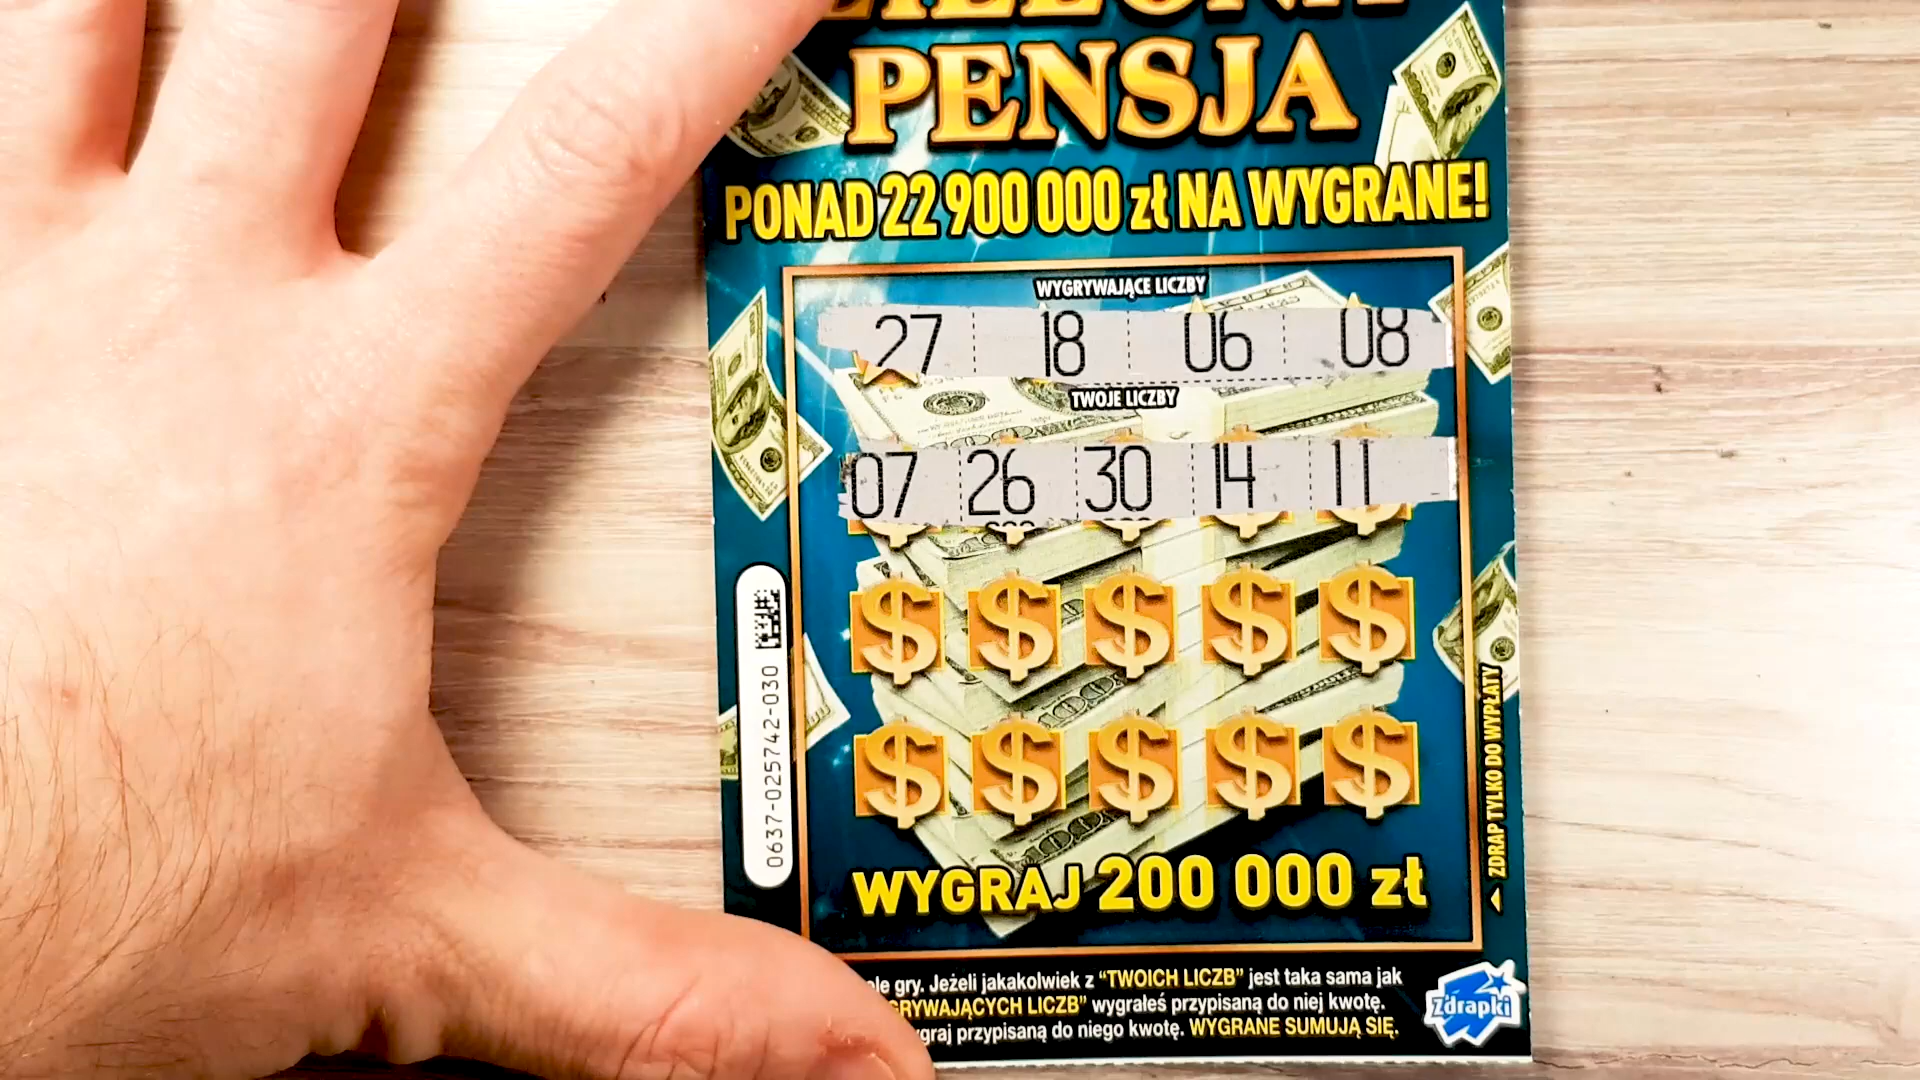 PENSJA
PONAD 22 900 000 zł NA WYGRANE!
WYGRYWAJĄCE LICZBY
27 18 06 08
TWOJE LICZBY
07 26 30 14 11
$ $ $ $ $
$ $ $ $ $
0637-025742-030
ZDRAP TYLKO DO WYPŁATY
WYGRAJ 200 000 zł
gry. Jeżeli jakakolwiek z “TWOICH LICZB” jest taka sama jak
LICZB” wygrałeś przypisaną do niej kwotę.
przypisaną do niego kwotę. WYGRANE SUMUJĄ SIĘ.
Zdrapki